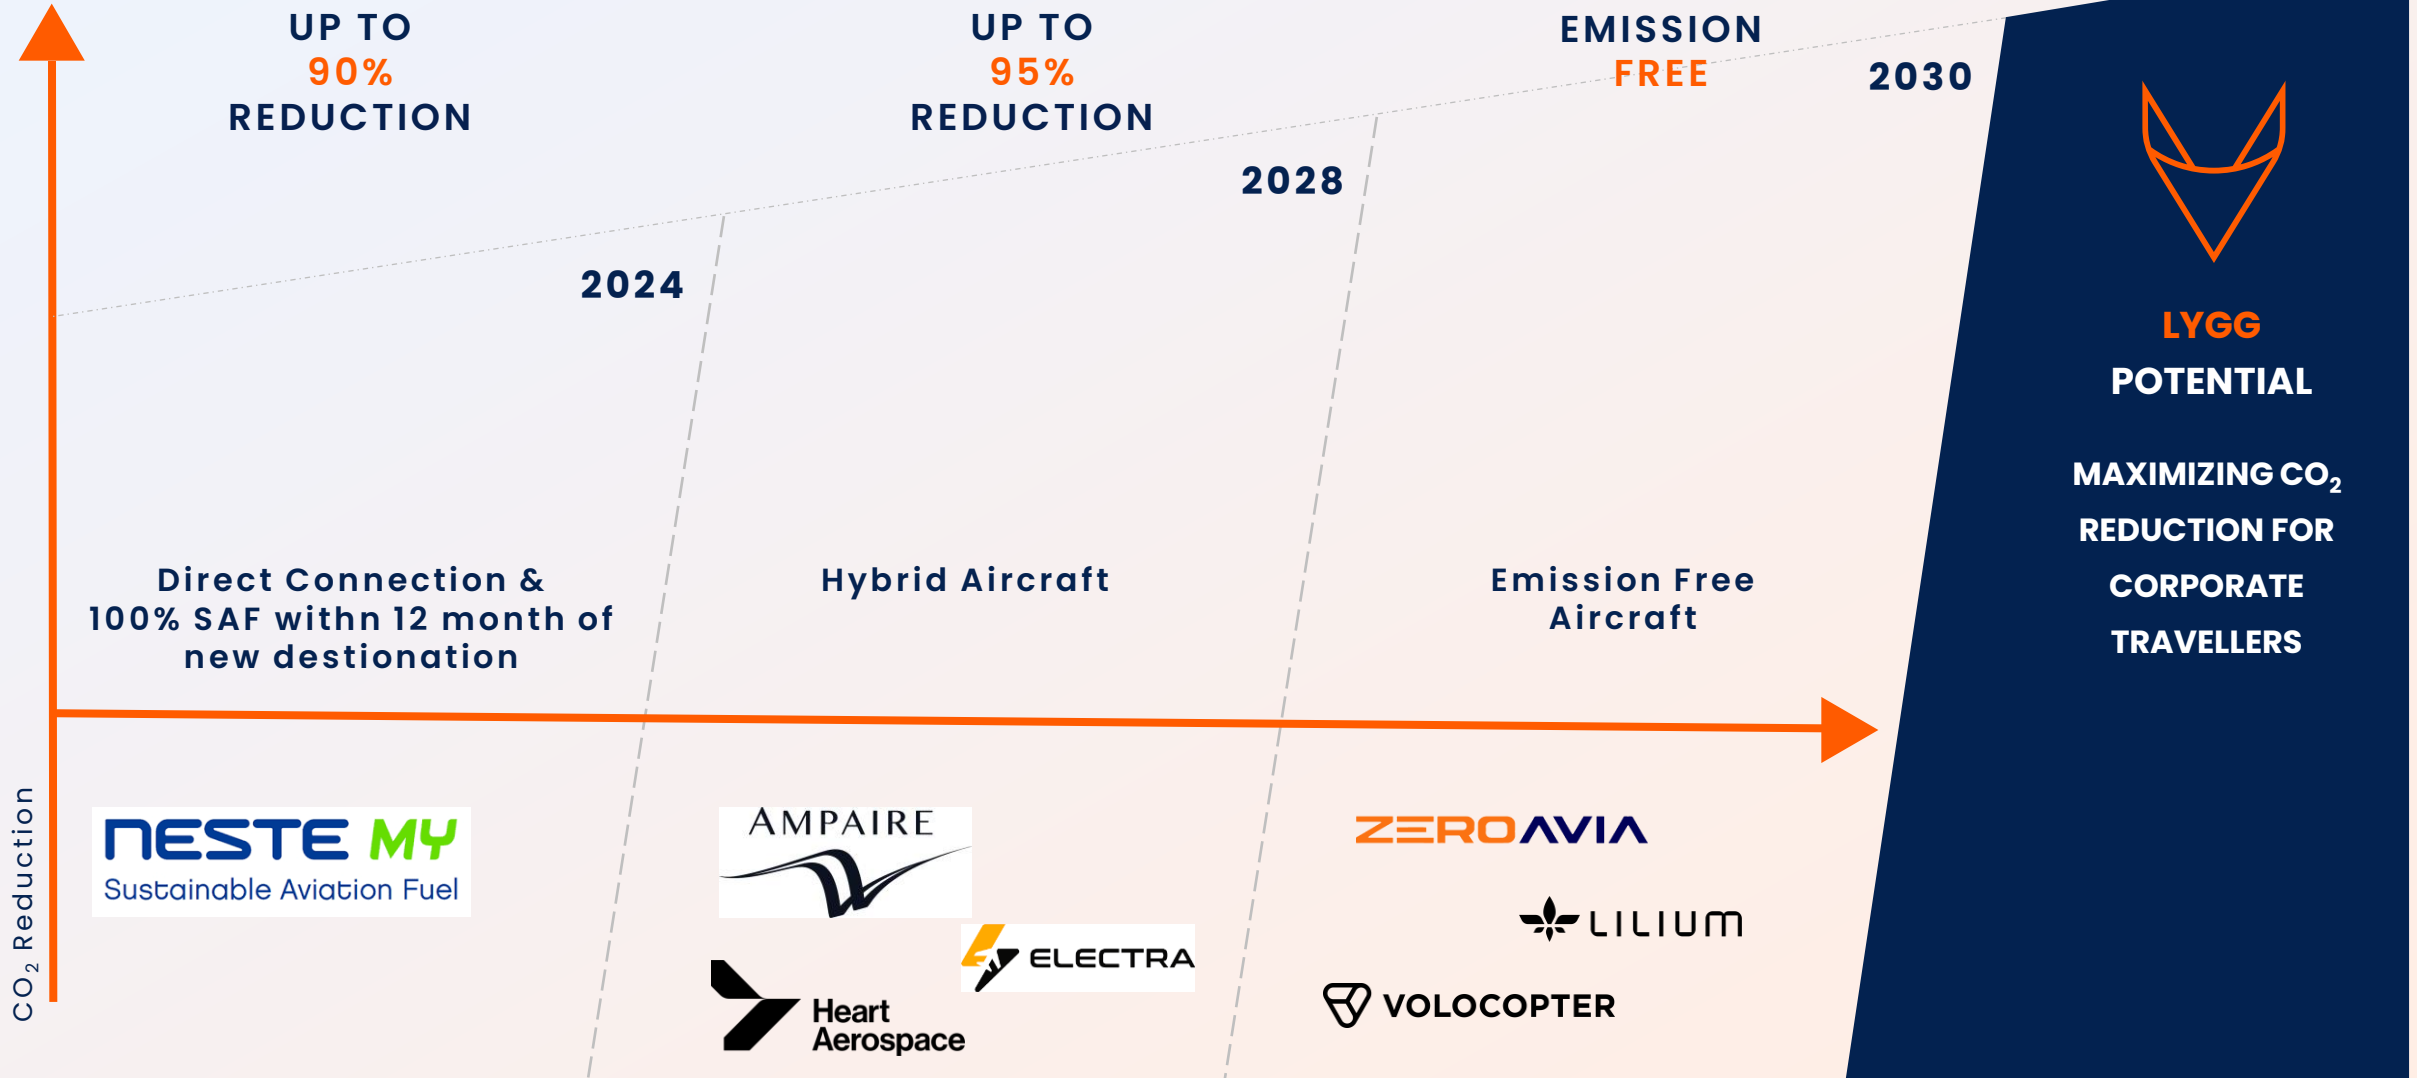 UP TO
90%
REDUCTION
UP TO
95%
REDUCTION
EMISSION
FREE
2024
2028
2030
Direct Connection &
100% SAF withn 12 month of
new destionation
Hybrid Aircraft
Emission Free
Aircraft
CO₂ Reduction
NESTE MY
Sustainable Aviation Fuel
AMPAIRE
ELECTRA
Heart
Aerospace
ZEROAVIA
LILIUM
VOLOCOPTER
LYGG
POTENTIAL
MAXIMIZING CO₂
REDUCTION FOR
CORPORATE
TRAVELLERS